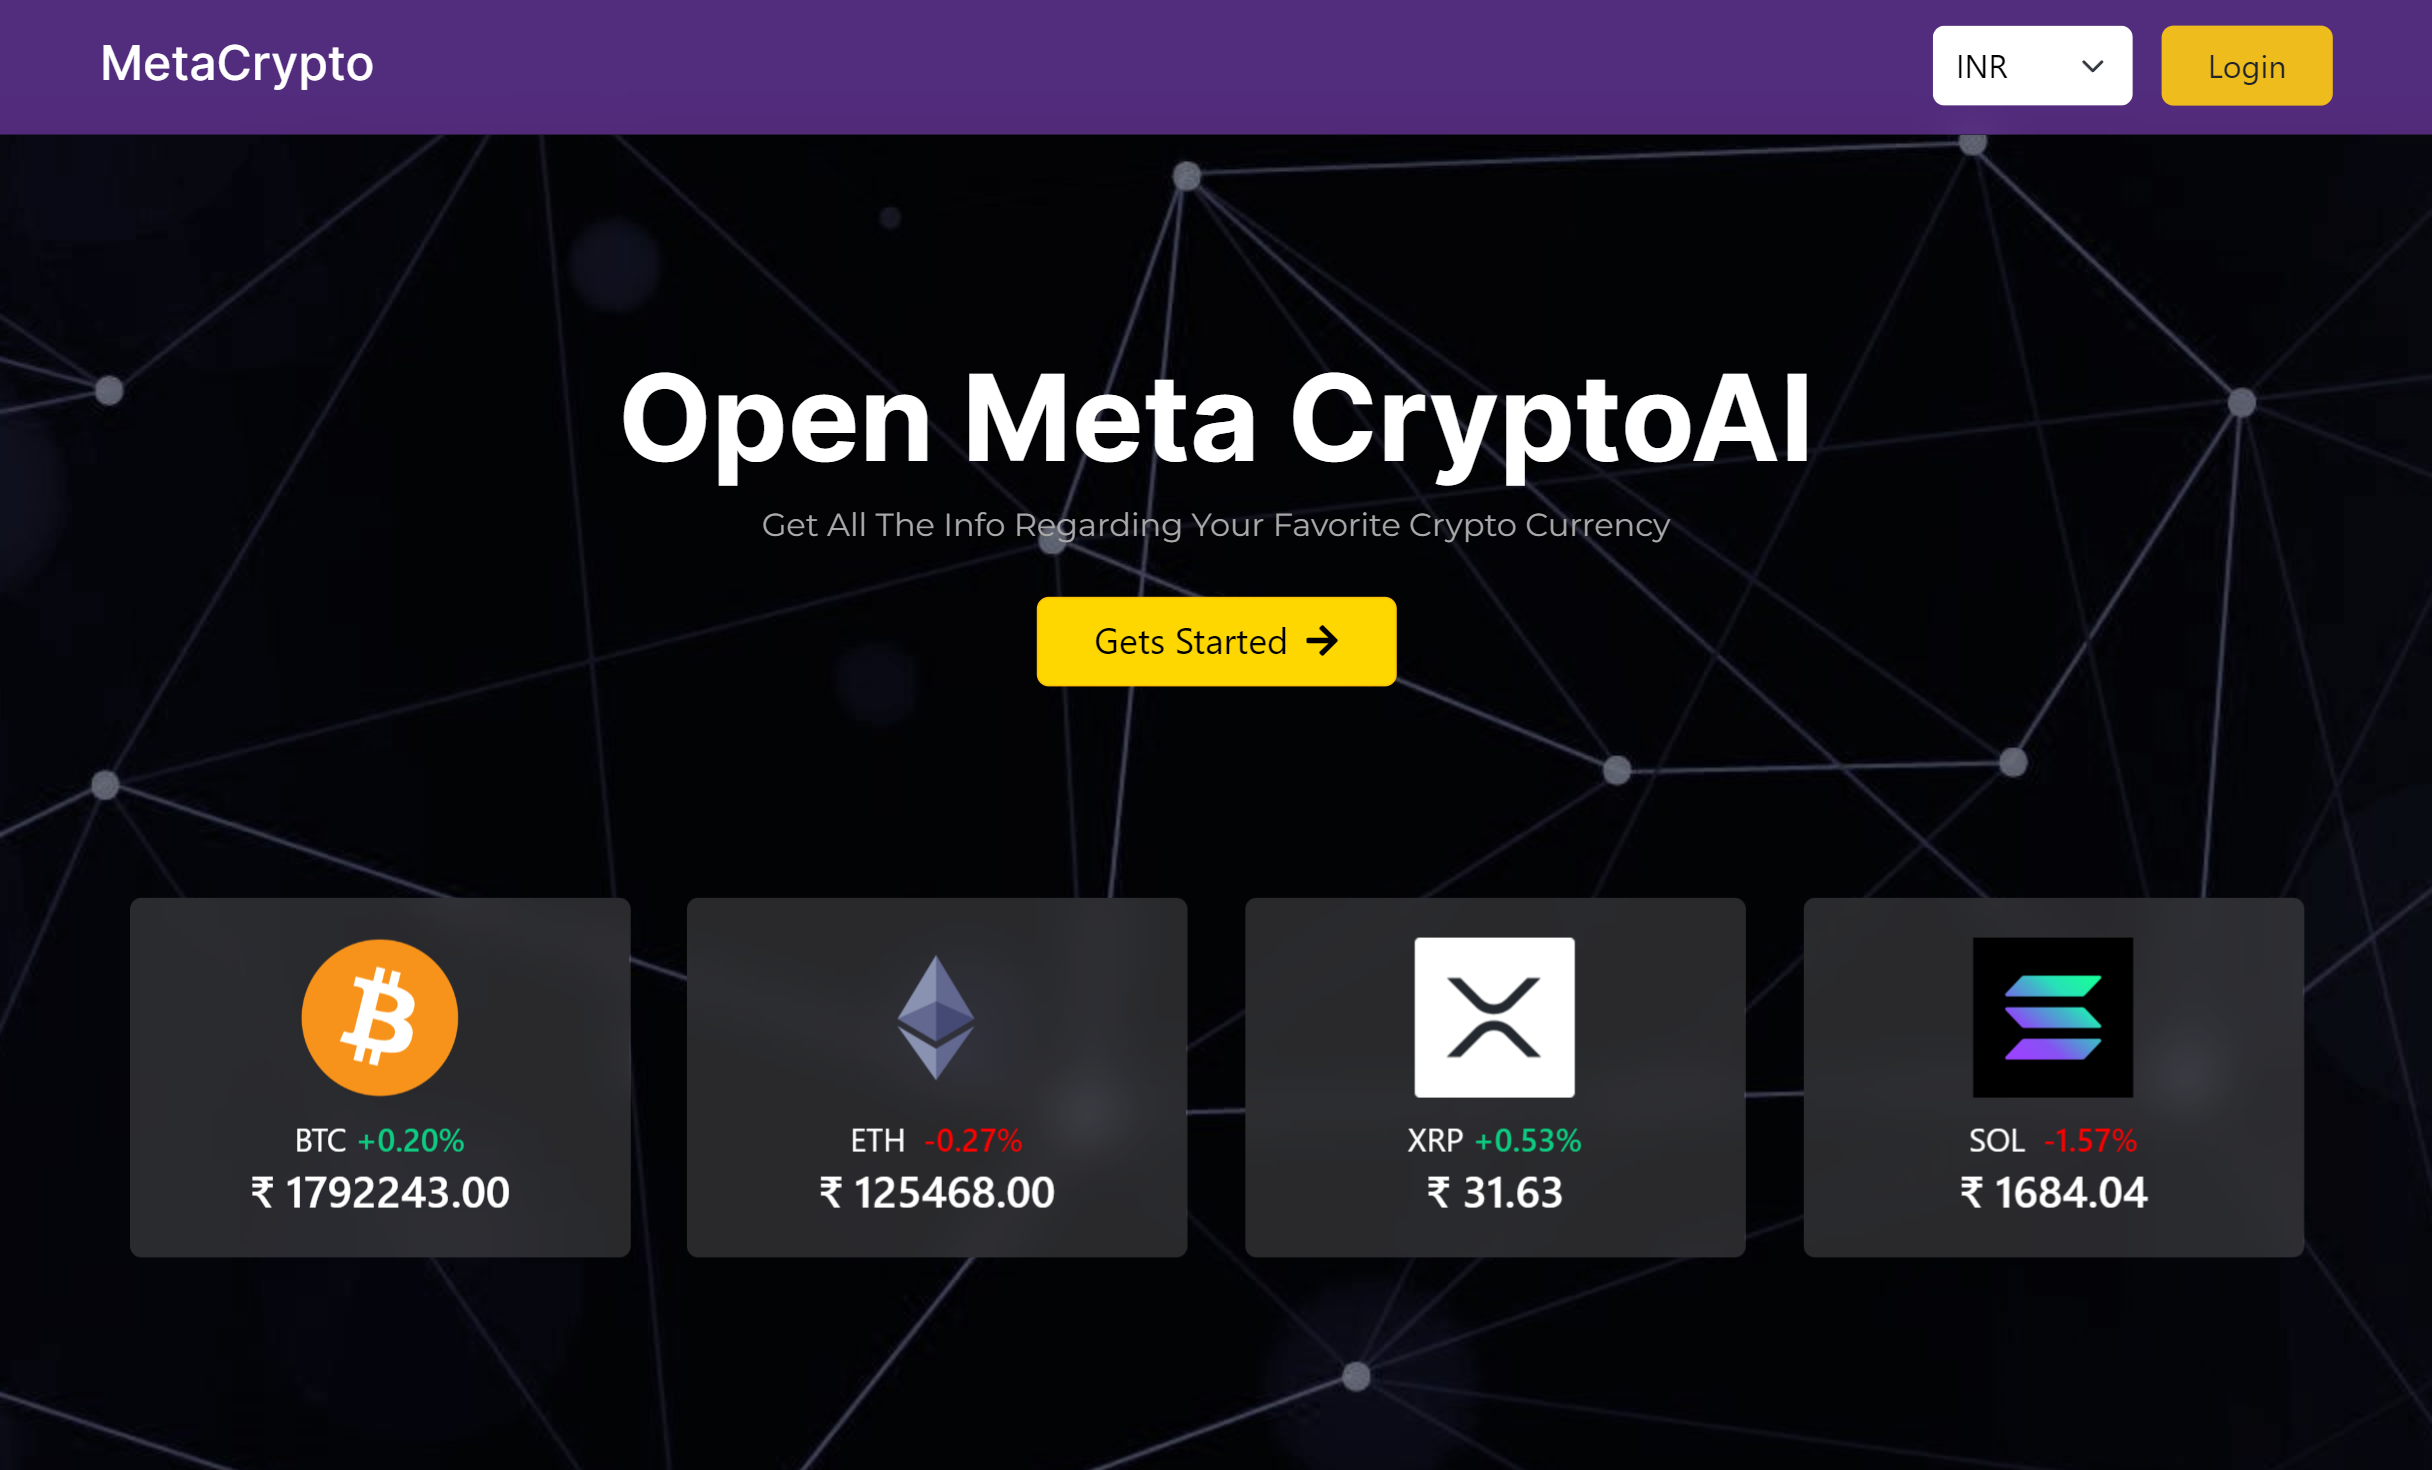 MetaCrypto
INR
Login
Open Meta CryptoAI
Get All The Info Regarding Your Favorite Crypto Currency
Gets Started
BTC +0.20%
₹ 1792243.00
ETH -0.27%
₹ 125468.00
XRP +0.53%
₹ 31.63
SOL -1.57%
₹ 1684.04